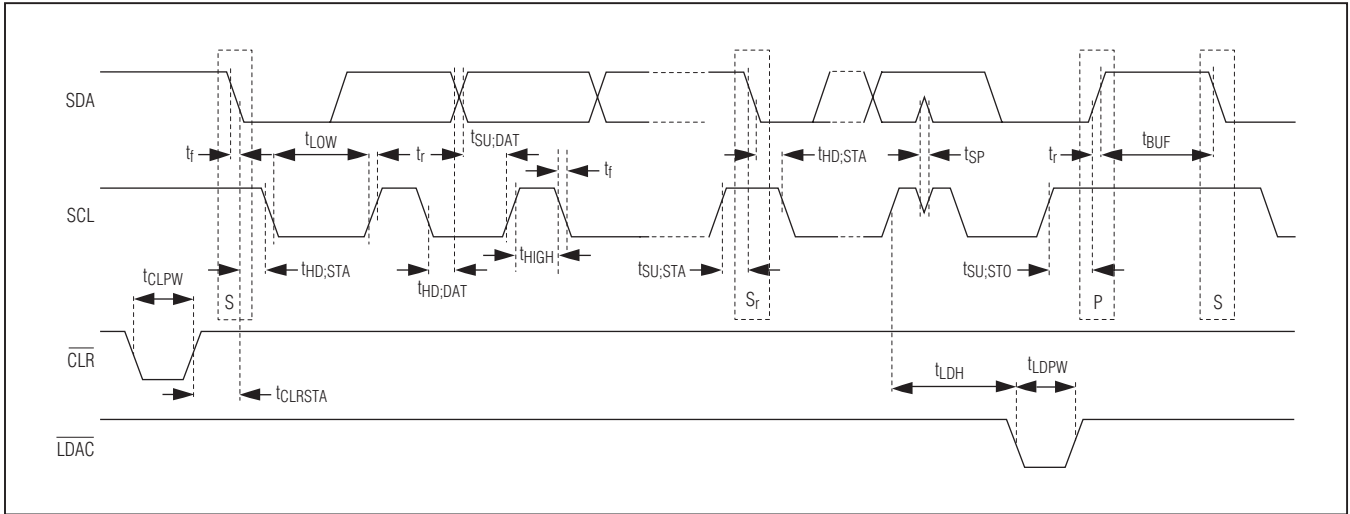 SDA
tLOW
tSU;DAT
tf
tr
tf
tHD;STA
tSP
tr
tBUF
SCL
tHD;STA
tHIGH
tSU;STA
tSU;STO
tCLPW
S
tHD;DAT
Sr
P
S
CLR
tLDH
tLDPW
tCLRSTA
LDAC